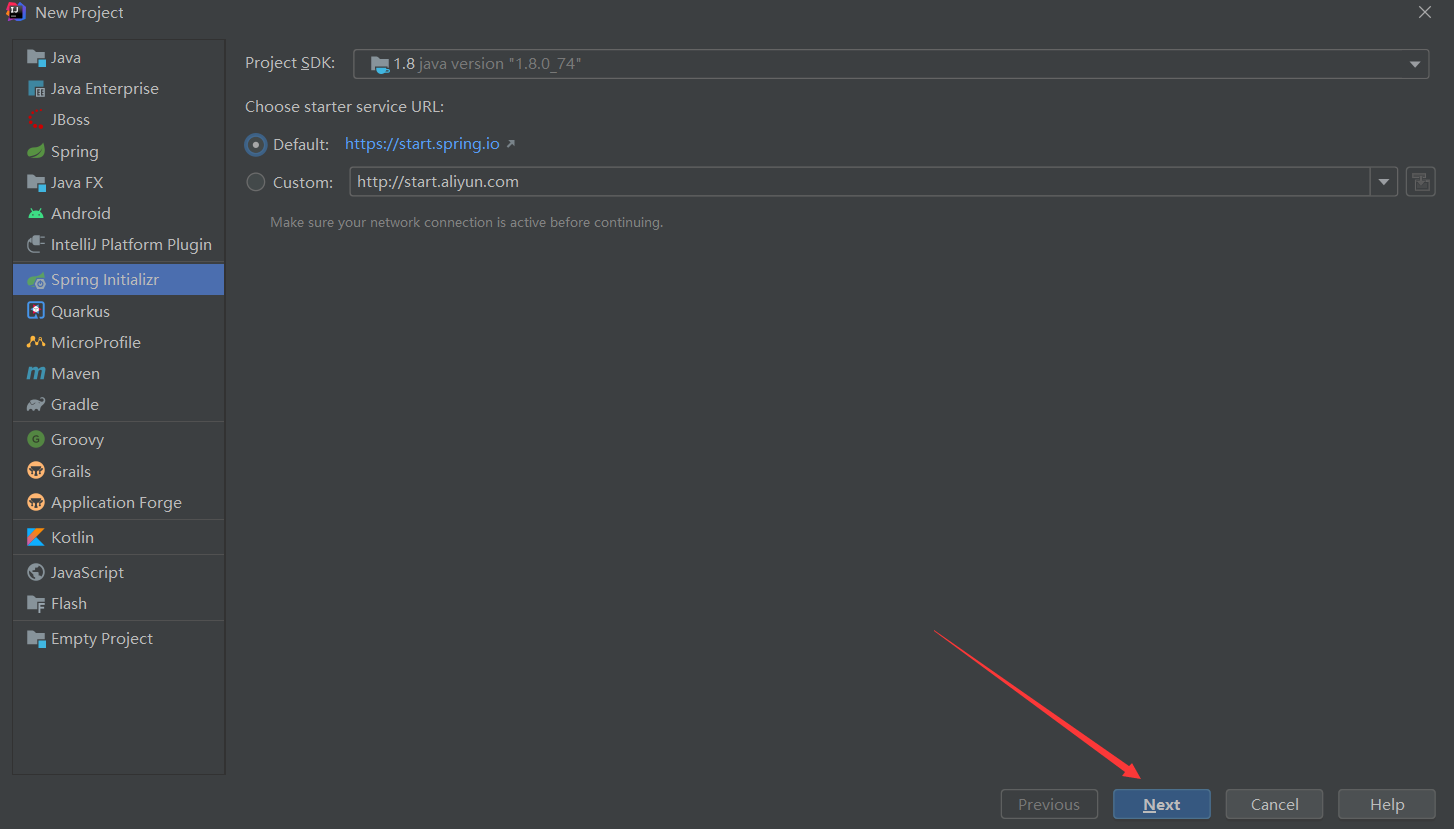 New Project
Java
Java Enterprise
JBoss
Spring
Java FX
Android
IntelliJ Platform Plugin
Spring Initializr
Quarkus
MicroProfile
Maven
Gradle
Groovy
Grails
Application Forge
Kotlin
JavaScript
Flash
Empty Project
Project SDK: 1.8 java version "1.8.0_74"
Choose starter service URL:
Default: https://start.spring.io
Custom: http://start.aliyun.com
Make sure your network connection is active before continuing.
Previous Next Cancel Help